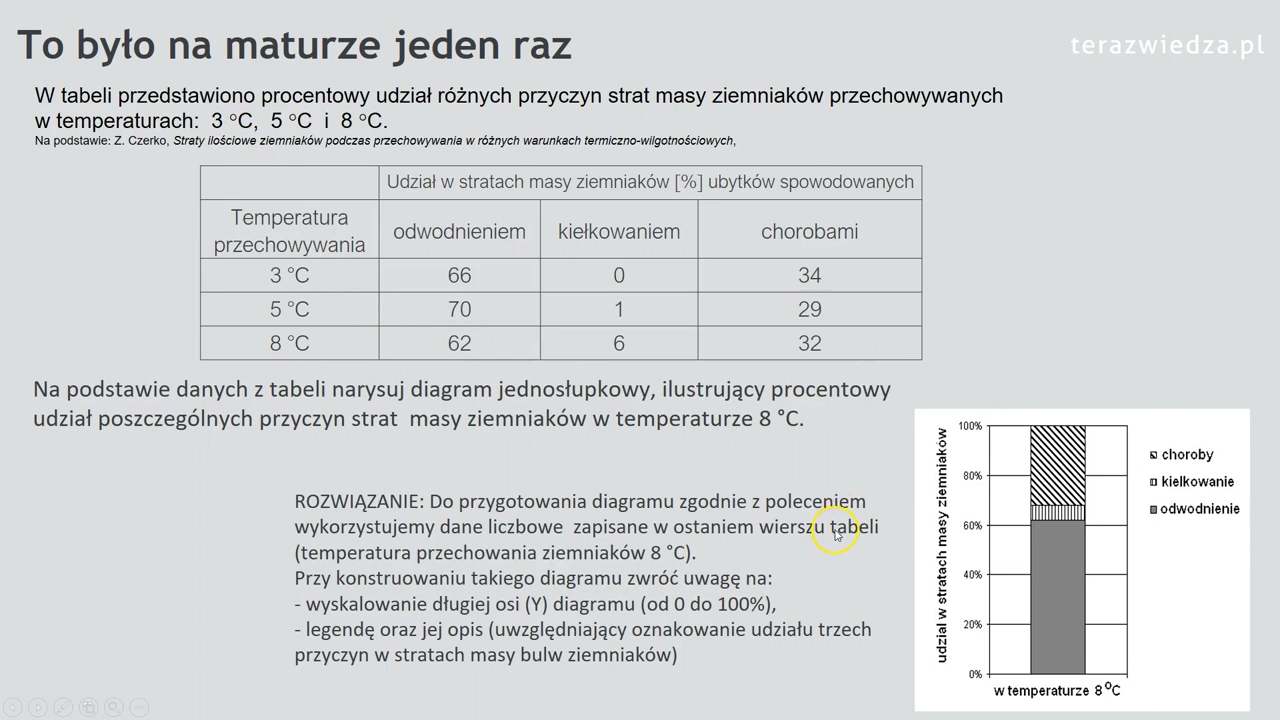 To było na maturze jeden raz
terazwiedza.pl
W tabeli przedstawiono procentowy udział różnych przyczyn strat masy ziemniaków przechowywanych
w temperaturach: 3 °C, 5 °C i 8 °C.
Na podstawie: Z. Czerko, Straty ilościowe ziemniaków podczas przechowywania w różnych warunkach termiczno-wilgotnościowych,
Udział w stratach masy ziemniaków [%] ubytków spowodowanych
Temperatura
przechowywania
odwodnieniem kiełkowaniem chorobami
3 °C 66 0 34
5 °C 70 1 29
8 °C 62 6 32
Na podstawie danych z tabeli narysuj diagram jednosłupkowy, ilustrujący procentowy
udział poszczególnych przyczyn strat masy ziemniaków w temperaturze 8 °C.
ROZWIĄZANIE: Do przygotowania diagramu zgodnie z poleceniem
wykorzystujemy dane liczbowe zapisane w ostaniem wierszu tabeli
(temperatura przechowania ziemniaków 8 °C).
Przy konstruowaniu takiego diagramu zwróć uwagę na:
- wyskalowanie długiej osi (Y) diagramu (od 0 do 100%),
- legendę oraz jej opis (uwzględniający oznakowanie udziału trzech
przyczyn w stratach masy bulw ziemniaków)
udział w stratach masy ziemniaków
100%
80%
60%
40%
20%
0%
w temperaturze 8 °C
choroby
kielkowanie
odwodnienie